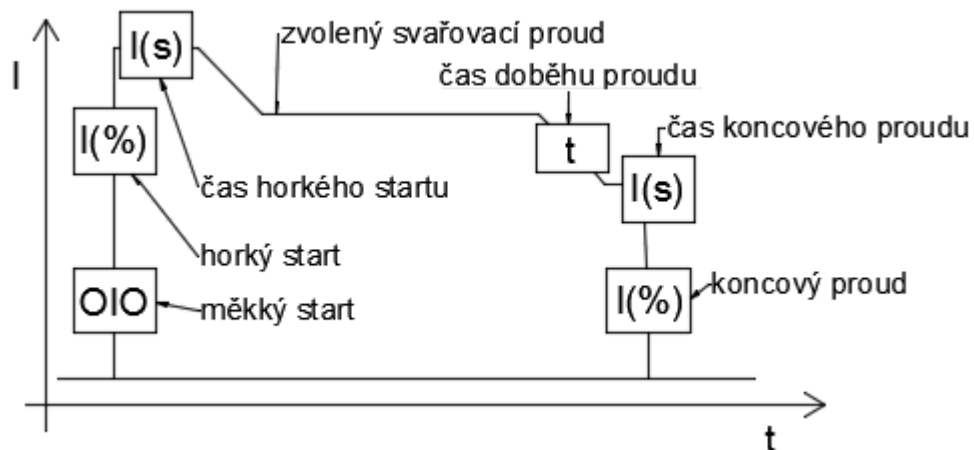 I(s)
zvolený svařovací proud
čas doběhu proudu
I
I(%)
t
čas koncového proudu
I(s)
čas horkého startu
horký start
OIO
měkký start
I(%)
koncový proud
t